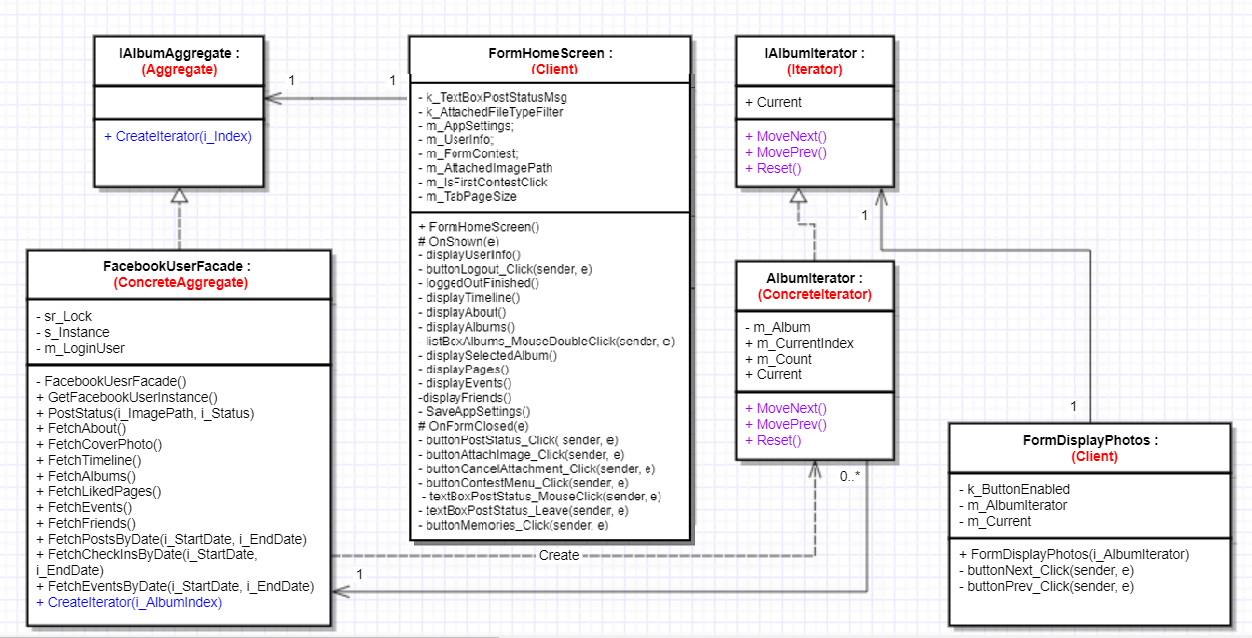 IAlbumAggregate :
(Aggregate)
+ CreateIterator(i_Index)
1
1
FormHomeScreen :
(Client)
- k_TextBoxPostStatusMsg
- k_AttachedFileTypeFilter
- m_AppSettings;
- m_UserInfo;
- m_FormContest;
- m_AttachedImagePath
- m_IsFirstContestClick
- m_TabPageSize
+ FormHomeScreen()
# OnShown(e)
- displayUserInfo()
- buttonLogout_Click(sender, e)
- loggedOutFinished()
- displayTimeline()
- displayAbout()
- displayAlbums()
listBoxAlbums_MouseDoubleClick(sender, e)
- displaySelectedAlbum()
- displayPages()
- displayEvents()
-displayFriends()
- SaveAppSettings()
# OnFormClosed(e)
- buttonPostStatus_Click( sender, e)
- buttonAttachImage_Click(sender, e)
- buttonCancelAttachment_Click(sender, e)
- buttonContestMenu_Click(sender, e)
- textBoxPostStatus_MouseClick(sender, e)
- textBoxPostStatus_Leave(sender, e)
- buttonMemories_Click(sender, e)
IAlbumIterator :
(Iterator)
+ Current
+ MoveNext()
+ MovePrev()
+ Reset()
1
FacebookUserFacade :
(ConcreteAggregate)
- sr_Lock
- s_Instance
- m_LoginUser
- FacebookUesrFacade()
+ GetFacebookUserInstance()
+ PostStatus(i_ImagePath, i_Status)
+ FetchAbout()
+ FetchCoverPhoto()
+ FetchTimeline()
+ FetchAlbums()
+ FetchLikedPages()
+ FetchEvents()
+ FetchFriends()
+ FetchPostsByDate(i_StartDate, i_EndDate)
+ FetchCheckInsByDate(i_StartDate,
i_EndDate)
+ FetchEventsByDate(i_StartDate, i_EndDate)
+ CreateIterator(i_AlbumIndex)
AlbumIterator :
(ConcreteIterator)
- m_Album
+ m_CurrentIndex
+ m_Count
+ Current
+ MoveNext()
+ MovePrev()
+ Reset()
0..*
Create
1
1
FormDisplayPhotos :
(Client)
- k_ButtonEnabled
- m_AlbumIterator
- m_Current
+ FormDisplayPhotos(i_AlbumIterator)
- buttonNext_Click(sender, e)
- buttonPrev_Click(sender, e)